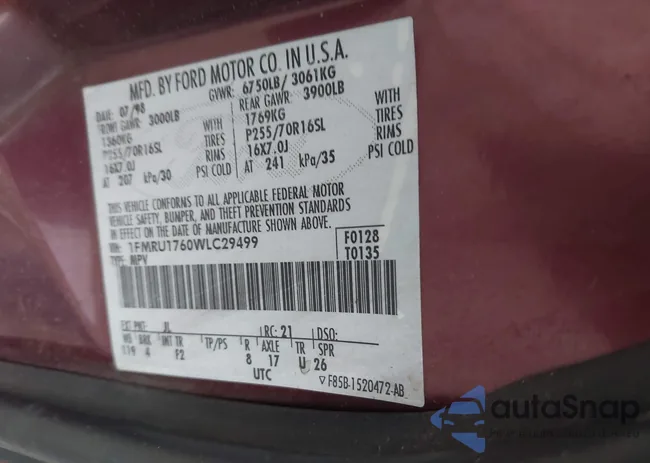 MFD. BY FORD MOTOR CO. IN U.S.A.
DATE: 07/98 GVWR: 6750LB/ 3061KG
FRONT GAWR: 3000LB REAR GAWR: 3900LB
1360KG WITH 1769KG WITH
P255/70R16SL TIRES P255/70R16SL TIRES
16X7.0J RIMS 16X7.0J RIMS
AT 207 kPa/30 PSI COLD AT 241 kPa/35 PSI COLD
THIS VEHICLE CONFORMS TO ALL APPLICABLE FEDERAL MOTOR
VEHICLE SAFETY, BUMPER, AND THEFT PREVENTION STANDARDS
IN EFFECT ON THE DATE OF MANUFACTURE SHOWN ABOVE.
1FMRU1760WLC29499 F0128
TYPE: MPV T0135
EXT PNT: JL RC: 21 DSO:
WB BRK INT TR TP/PS R AXLE TR SPR
119 4 F2 8 17 U 26
UTC ▽ F85B-1520472-AB
autoSnap